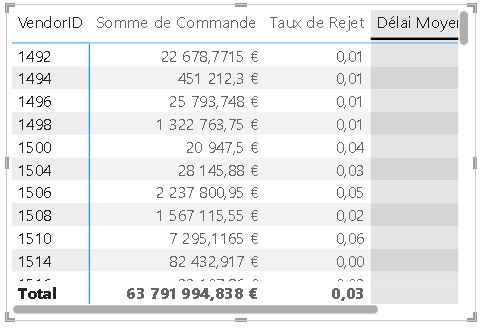 VendorID Somme de Commande Taux de Rejet Délai Moyen
1492 22 678,7715 € 0,01
1494 451 212,3 € 0,01
1496 25 793,748 € 0,01
1498 1 322 763,75 € 0,01
1500 20 947,5 € 0,04
1504 28 145,88 € 0,03
1506 2 237 800,95 € 0,05
1508 1 567 115,55 € 0,02
1510 7 295,1165 € 0,06
1514 82 432,917 € 0,00
Total 63 791 994,838 € 0,03